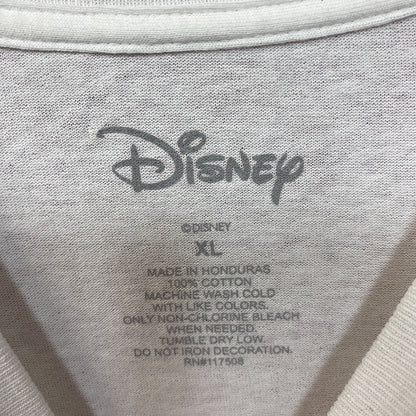 Disney
©DISNEY
XL
MADE IN HONDURAS
100% COTTON
MACHINE WASH COLD
WITH LIKE COLORS.
ONLY NON-CHLORINE BLEACH
WHEN NEEDED.
TUMBLE DRY LOW.
DO NOT IRON DECORATION.
RN#117508